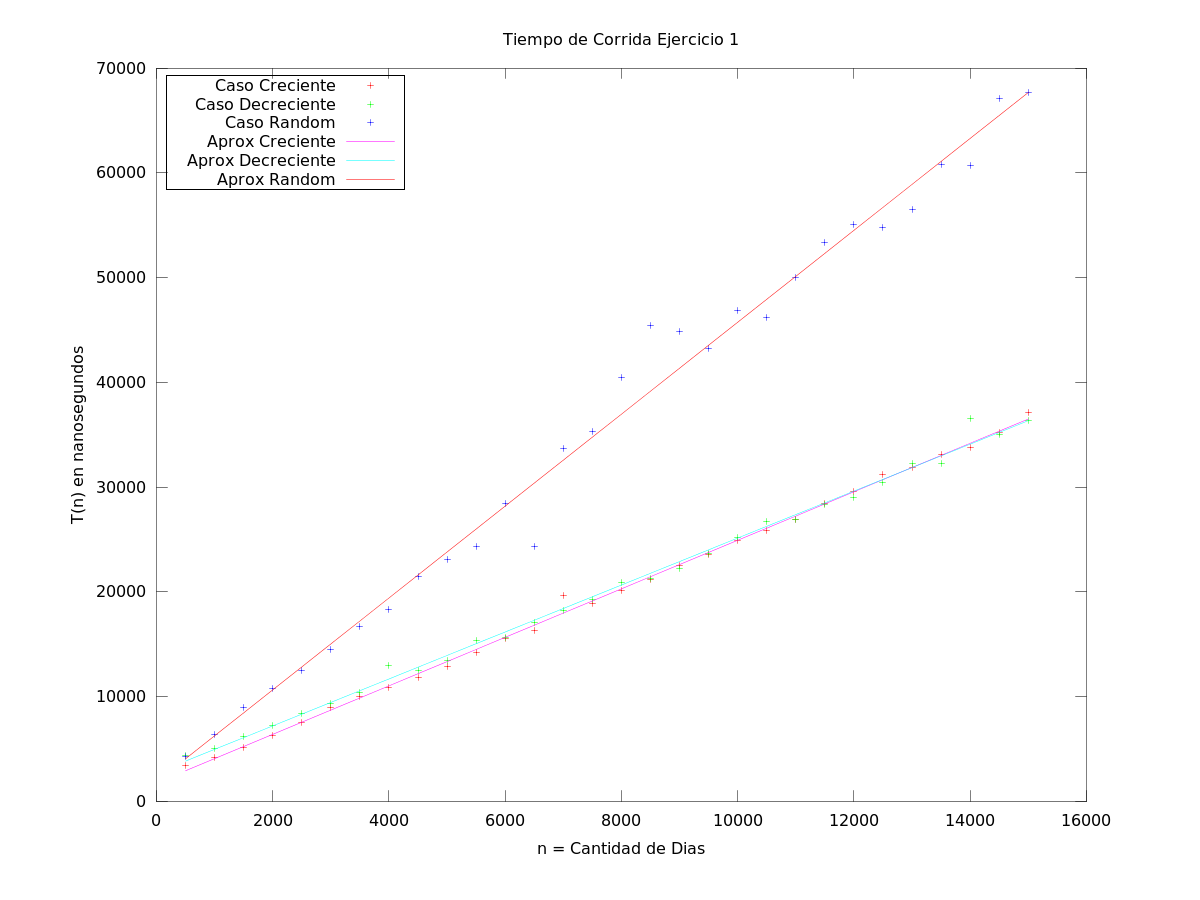 Tiempo de Corrida Ejercicio 1
70000
60000
50000
40000
30000
20000
10000
0
T(n) en nanosegundos
Caso Creciente
Caso Decreciente
Caso Random
Aprox Creciente
Aprox Decreciente
Aprox Random
0 2000 4000 6000 8000 10000 12000 14000 16000
n = Cantidad de Dias